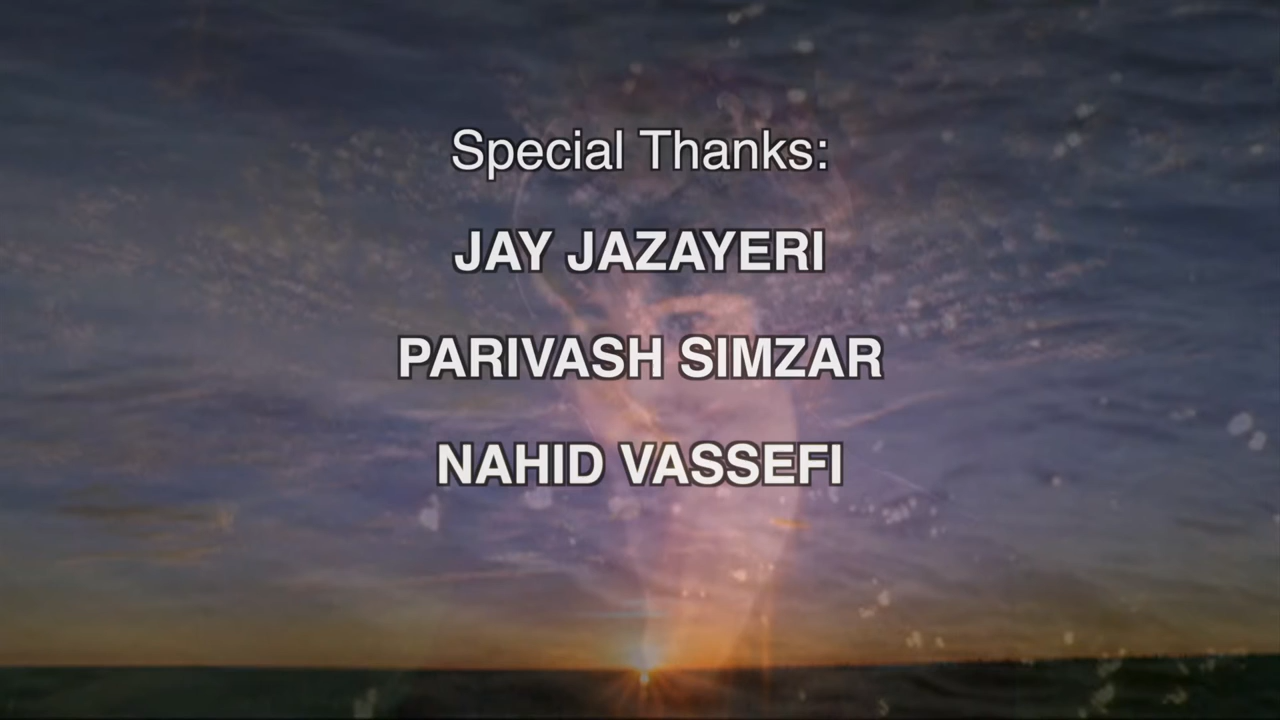 Special Thanks:
JAY JAZAYERI
PARIVASH SIMZAR
NAHID VASSEFI